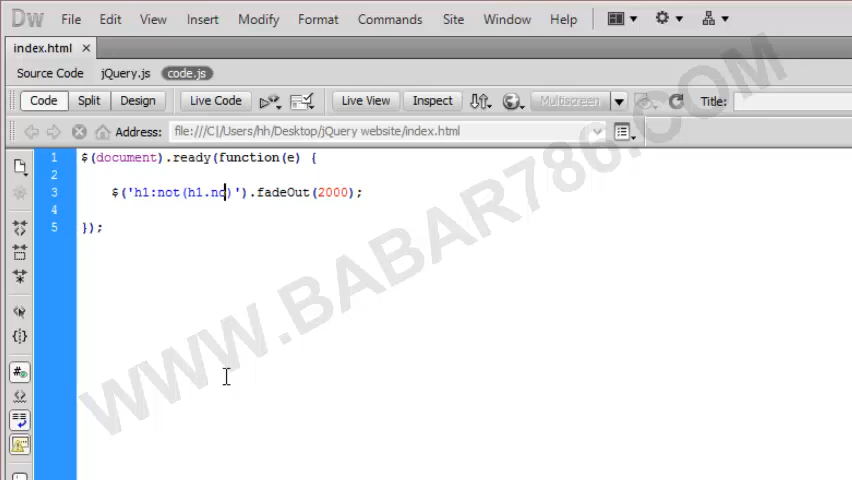 Dw File Edit View Insert Modify Format Commands Site Window Help
index.html
Source Code jQuery.js code.js
Code Split Design Live Code Live View Inspect Multiscreen Title:
Address: file:///C|/Users/hh/Desktop/jQuery website/index.html
1 $(document).ready(function(e) {
2
3 $('h1:not(h1.no)').fadeOut(2000);
4
5 });
WWW.BABAR786.COM